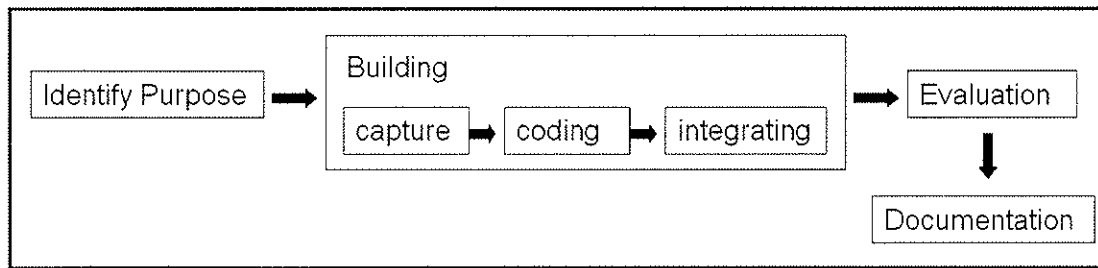 Identify Purpose
Building
capture
coding
integrating
Evaluation
Documentation